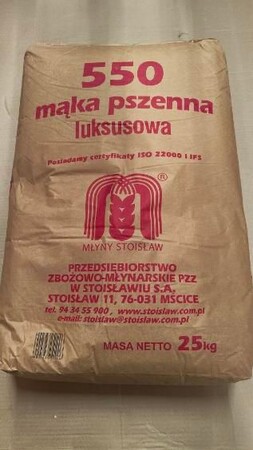 550
mąka pszenna
luksusowa
Posiadamy certyfikaty ISO 22000 i IFS
®
MŁYNY STOISŁAW
PRZEDSIĘBIORSTWO
ZBOŻOWO-MŁYNARSKIE PZZ
W STOISŁAWIU S.A.
STOISŁAW 11, 76-031 MŚCICE
tel. 94 34 55 900, www.stoislaw.com.pl
e-mail: stoislaw@stoislaw.com.pl
MASA NETTO 25kg